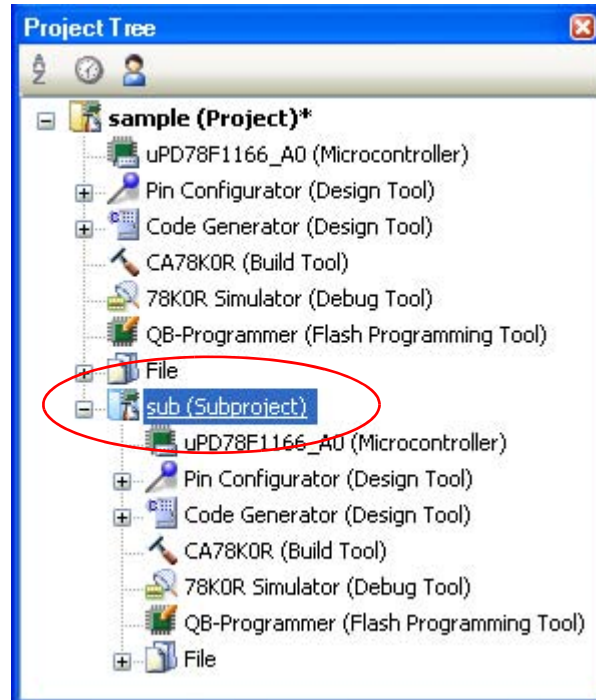 Project Tree
sample (Project)*
uPD78F1166_A0 (Microcontroller)
Pin Configurator (Design Tool)
Code Generator (Design Tool)
CA78K0R (Build Tool)
78K0R Simulator (Debug Tool)
QB-Programmer (Flash Programming Tool)
File
sub (Subproject)
uPD78F1166_A0 (Microcontroller)
Pin Configurator (Design Tool)
Code Generator (Design Tool)
CA78K0R (Build Tool)
78K0R Simulator (Debug Tool)
QB-Programmer (Flash Programming Tool)
File